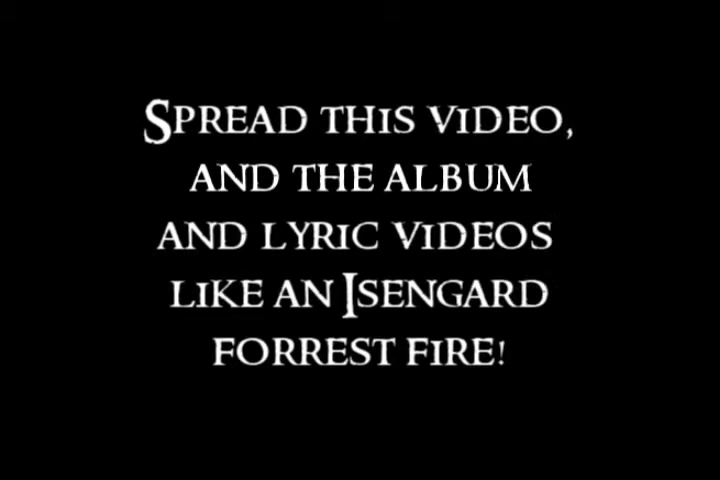 Spread this video,
and the album
and lyric videos
like an Isengard
forrest fire!